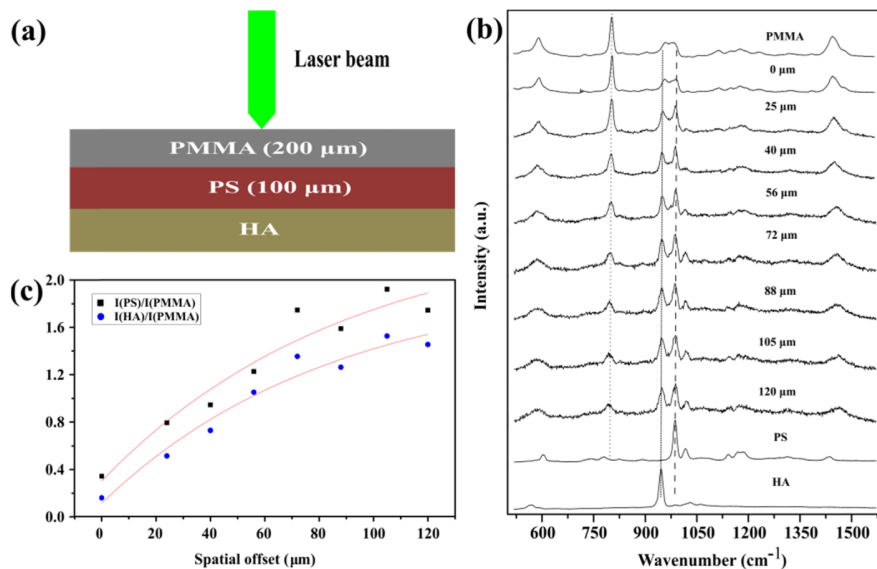 (a)
Laser beam
PMMA (200 µm)
PS (100 µm)
HA
(b)
PMMA
0 µm
25 µm
40 µm
56 µm
72 µm
88 µm
105 µm
120 µm
PS
HA
Intensity (a.u.)
600 750 900 1050 1200 1350 1500
Wavenumber (cm⁻¹)
(c)
I(PS)/I(PMMA)
I(HA)/I(PMMA)
2.0
1.6
1.2
0.8
0.4
0.0
0 20 40 60 80 100 120
Spatial offset (µm)